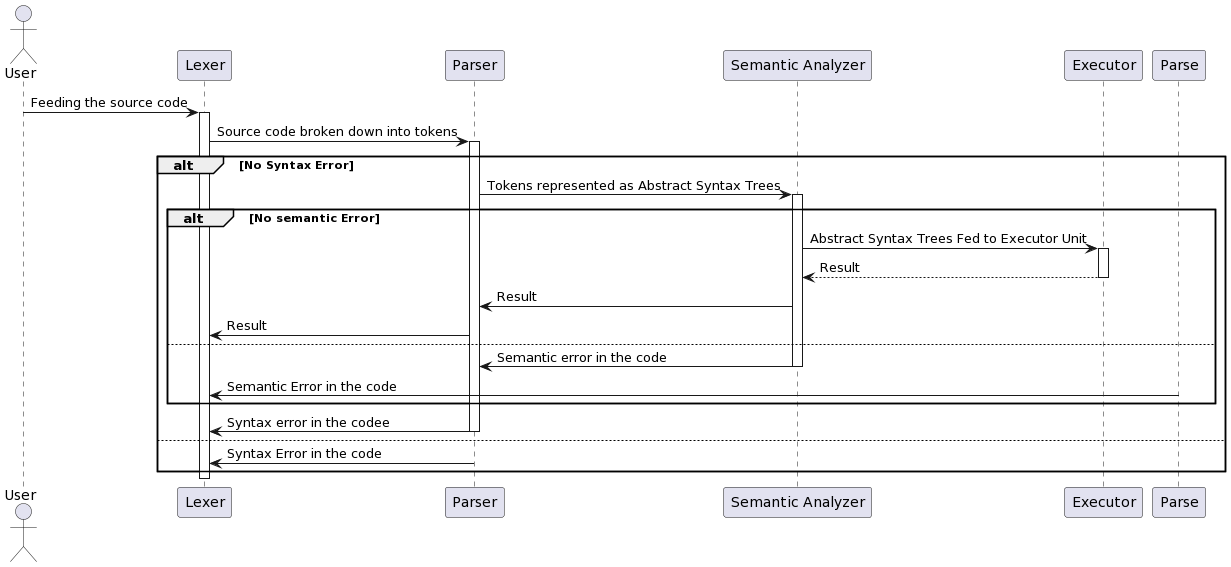 User
Lexer
Parser
Semantic Analyzer
Executor
Parse
Feeding the source code
Source code broken down into tokens
alt
[No Syntax Error]
Tokens represented as Abstract Syntax Trees
alt
[No semantic Error]
Abstract Syntax Trees Fed to Executor Unit
Result
Result
Result
Semantic error in the code
Semantic Error in the code
Syntax error in the codee
Syntax Error in the code
User
Lexer
Parser
Semantic Analyzer
Executor
Parse